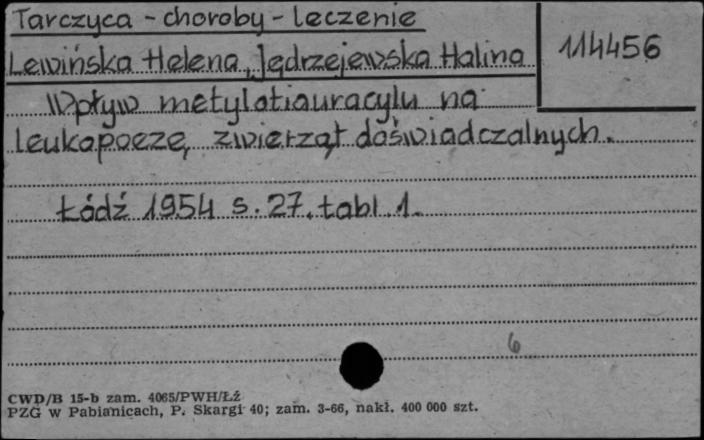 Tarczyca - choroby - leczenie
114456
Lewińska Helena, Jędrzejewska Halina
Wpływ metylotiouracylu na
leukopoezę zwierząt doświadczalnych.
Łódź 1954 s. 27, tabl. 1.
6
CWD/B 15-b zam. 4065/PWH/Łź
PZG w Pabianicach, P. Skargi 40; zam. 3-66, nakł. 400 000 szt.